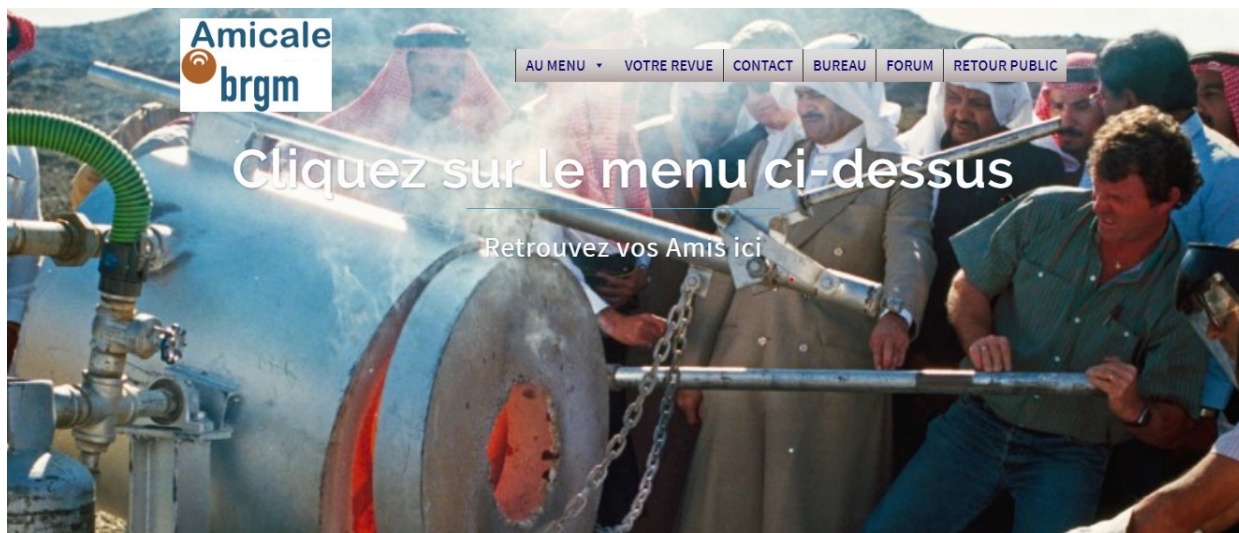 Amicale
brgm
AU MENU
VOTRE REVUE
CONTACT
BUREAU
FORUM
RETOUR PUBLIC
Cliquez sur le menu ci-dessus
Retrouvez vos Amis ici